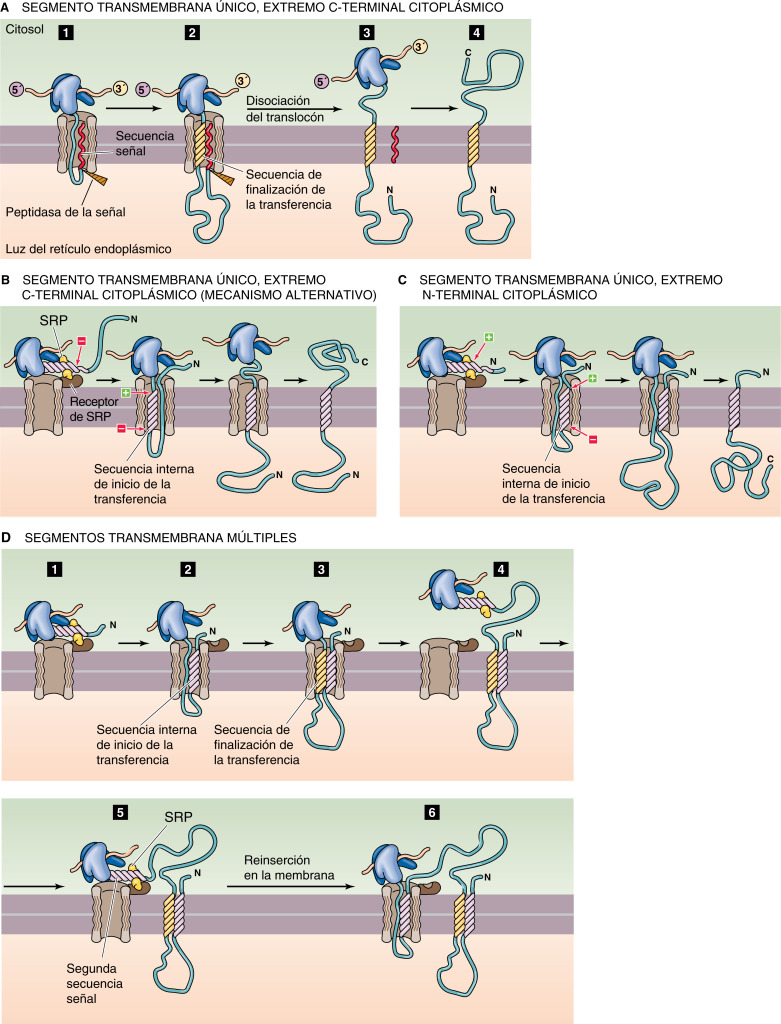 A SEGMENTO TRANSMEMBRANA ÚNICO, EXTREMO C-TERMINAL CITOPLÁSMICO
Citosol
1
2
3
4
5´
3´
5´
3´
5´
3´
C
Disociación
del translocón
Secuencia
señal
Secuencia de
finalización de
la transferencia
N
N
Peptidasa de la señal
Luz del retículo endoplásmico
B SEGMENTO TRANSMEMBRANA ÚNICO, EXTREMO
C-TERMINAL CITOPLÁSMICO (MECANISMO ALTERNATIVO)
SRP
–
N
N
C
Receptor
de SRP
+
–
Secuencia interna
de inicio de la
transferencia
N
N
C SEGMENTO TRANSMEMBRANA ÚNICO, EXTREMO
N-TERMINAL CITOPLÁSMICO
+
N
N
+
N
N
–
Secuencia
interna de inicio
de la transferencia
C
D SEGMENTOS TRANSMEMBRANA MÚLTIPLES
1
2
3
4
N
N
N
N
Secuencia interna
de inicio de la
transferencia
Secuencia de
finalización de
la transferencia
5
6
SRP
N
Reinserción
en la membrana
N
Segunda
secuencia
señal